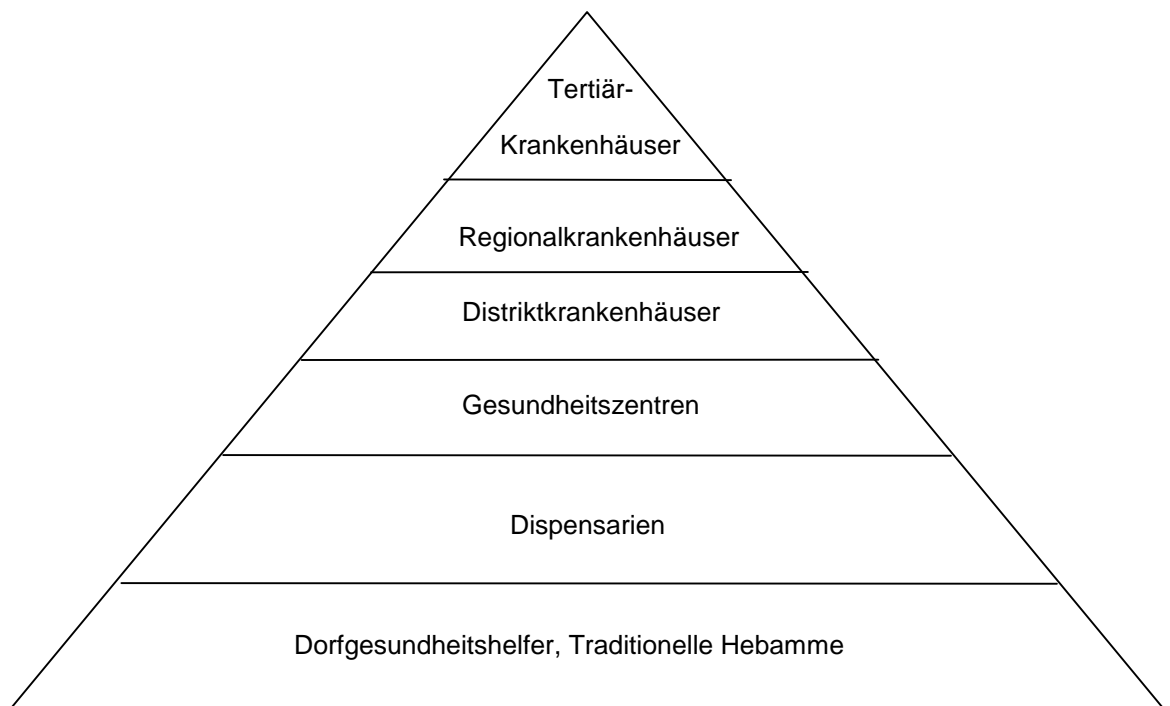 Tertiär-
Krankenhäuser
Regionalkrankenhäuser
Distriktkrankenhäuser
Gesundheitszentren
Dispensarien
Dorfgesundheitshelfer, Traditionelle Hebamme